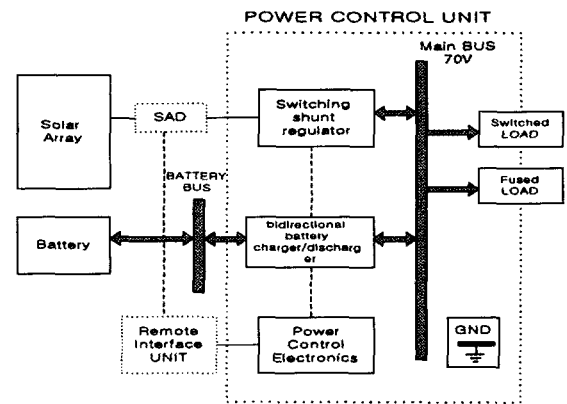 POWER CONTROL UNIT
Main BUS
70V
Solar
Array
SAD
Switching
shunt
regulator
Switched
LOAD
Fused
LOAD
BATTERY
BUS
Battery
bidirectional
battery
charger/discharg
er
Remote
Interface
UNIT
Power
Control
Electronics
GND